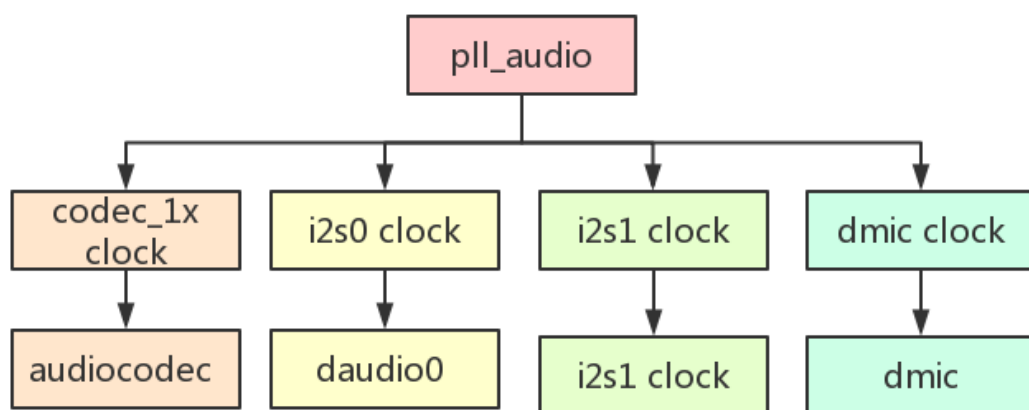 pll_audio
codec_1x
clock
i2s0 clock
i2s1 clock
dmic clock
audiocodec
daudio0
i2s1 clock
dmic